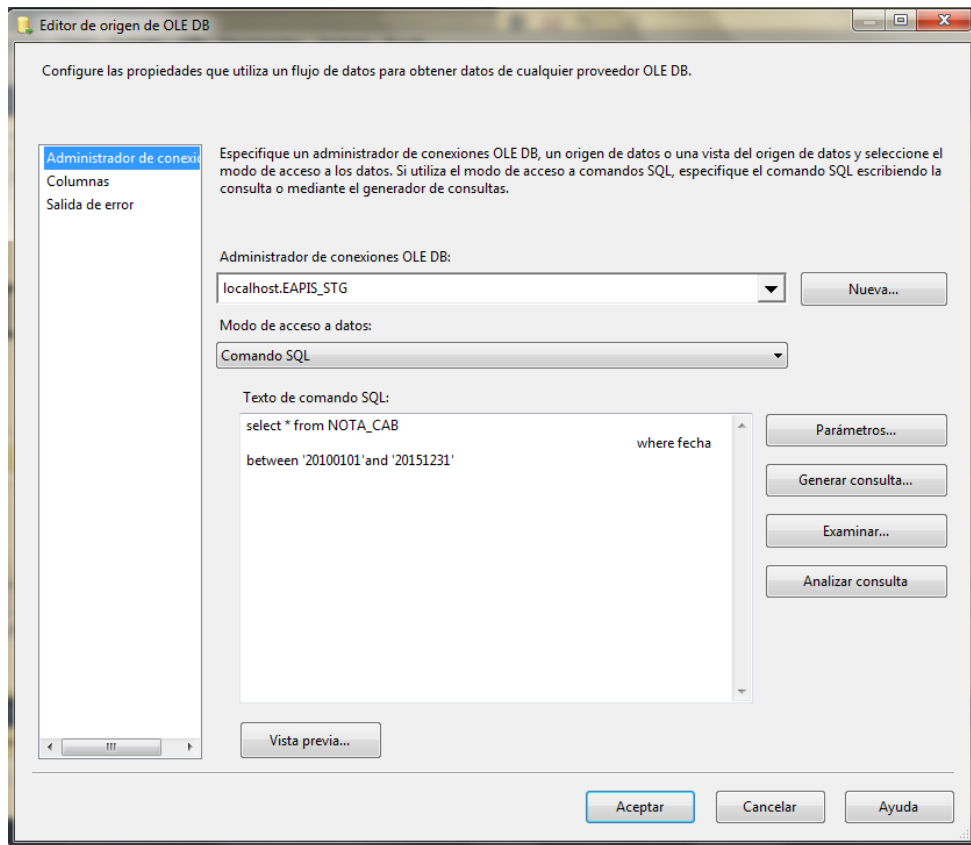 Editor de origen de OLE DB
Configure las propiedades que utiliza un flujo de datos para obtener datos de cualquier proveedor OLE DB.
Administrador de conexi
Columnas
Salida de error
Especifique un administrador de conexiones OLE DB, un origen de datos o una vista del origen de datos y seleccione el
modo de acceso a los datos. Si utiliza el modo de acceso a comandos SQL, especifique el comando SQL escribiendo la
consulta o mediante el generador de consultas.
Administrador de conexiones OLE DB:
localhost.EAPIS_STG
Nueva...
Modo de acceso a datos:
Comando SQL
Texto de comando SQL:
select * from NOTA_CAB
where fecha
between '20100101'and '20151231'
Parámetros...
Generar consulta...
Examinar...
Analizar consulta
Vista previa...
Aceptar
Cancelar
Ayuda